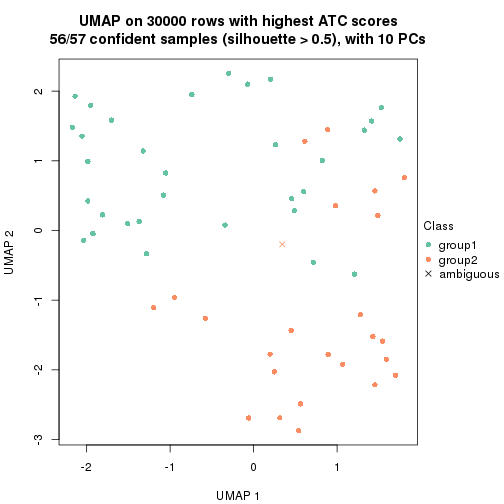 UMAP on 30000 rows with highest ATC scores
56/57 confident samples (silhouette > 0.5), with 10 PCs
2
1
0
-1
-2
-3
UMAP 2
-2
-1
0
1
UMAP 1
Class
group1
group2
ambiguous